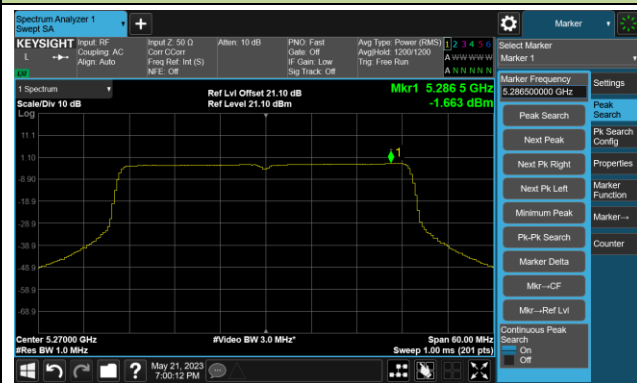 Spectrum Analyzer 1
Swept SA
Marker
KEYSIGHT
L
Input: RF
Coupling: AC
Align: Auto
Input Z: 50 Ω
Corr CCorr
Freq Ref: Int (S)
NFE: Off
Atten: 10 dB
PNO: Fast
Gate: Off
IF Gain: Low
Sig Track: Off
Avg Type: Power (RMS)
Avg|Hold: 1200/1200
Trig: Free Run
1 2 3 4 5 6
A W W W W W
A N N N N N
Select Marker
Marker 1
1 Spectrum
Scale/Div 10 dB
Log
Ref Lvl Offset 21.10 dB
Ref Level 21.10 dBm
Mkr1 5.286 5 GHz
-1.663 dBm
11.1
1.10
-8.90
-18.9
-28.9
-38.9
-48.9
-58.9
-68.9
1
Center 5.27000 GHz
#Res BW 1.0 MHz
#Video BW 3.0 MHz*
Span 60.00 MHz
Sweep 1.00 ms (201 pts)
Marker Frequency
5.286500000 GHz
Peak Search
Next Peak
Next Pk Right
Next Pk Left
Minimum Peak
Pk-Pk Search
Marker Delta
Mkr→CF
Mkr→Ref Lvl
Continuous Peak
Search
On
Off
Settings
Peak
Search
Pk Search
Config
Properties
Marker
Function
Marker→
Counter
May 21, 2023
7:00:12 PM